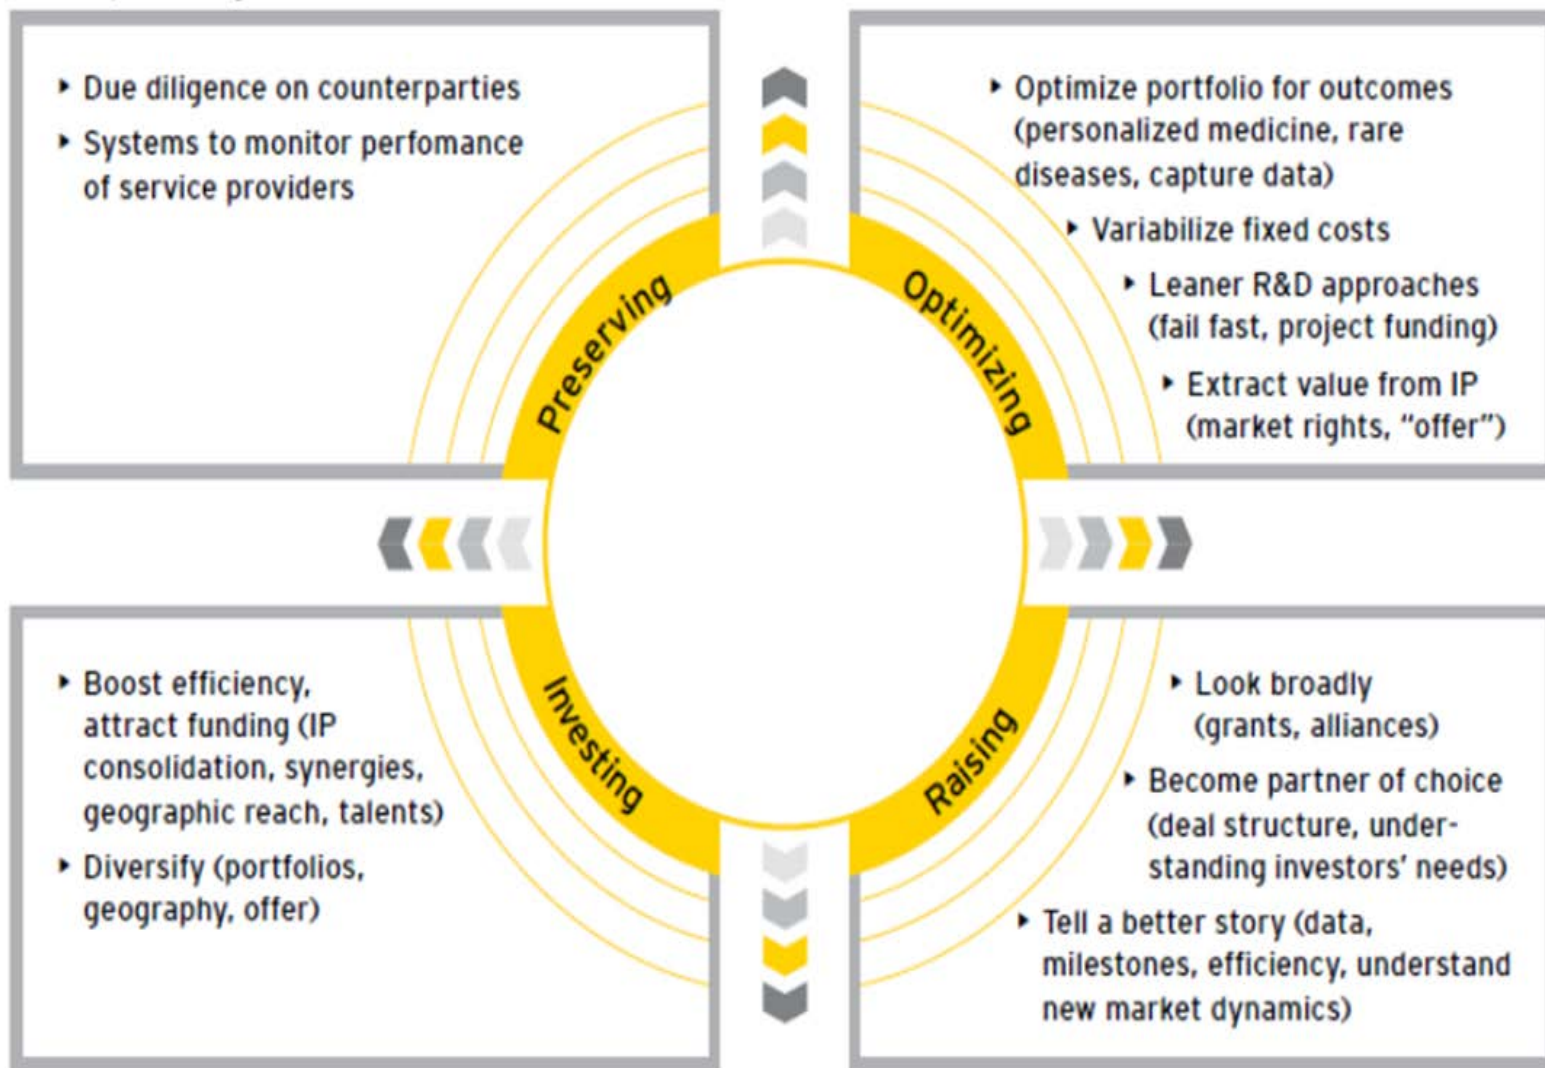 ▸ Due diligence on counterparties
▸ Systems to monitor perfomance
of service providers
▸ Optimize portfolio for outcomes
(personalized medicine, rare
diseases, capture data)
▸ Variabilize fixed costs
▸ Leaner R&D approaches
(fail fast, project funding)
▸ Extract value from IP
(market rights, “offer”)
Preserving
Optimizing
Investing
Raising
▸ Boost efficiency,
attract funding (IP
consolidation, synergies,
geographic reach, talents)
▸ Diversify (portfolios,
geography, offer)
▸ Look broadly
(grants, alliances)
▸ Become partner of choice
(deal structure, under-
standing investors’ needs)
▸ Tell a better story (data,
milestones, efficiency, understand
new market dynamics)